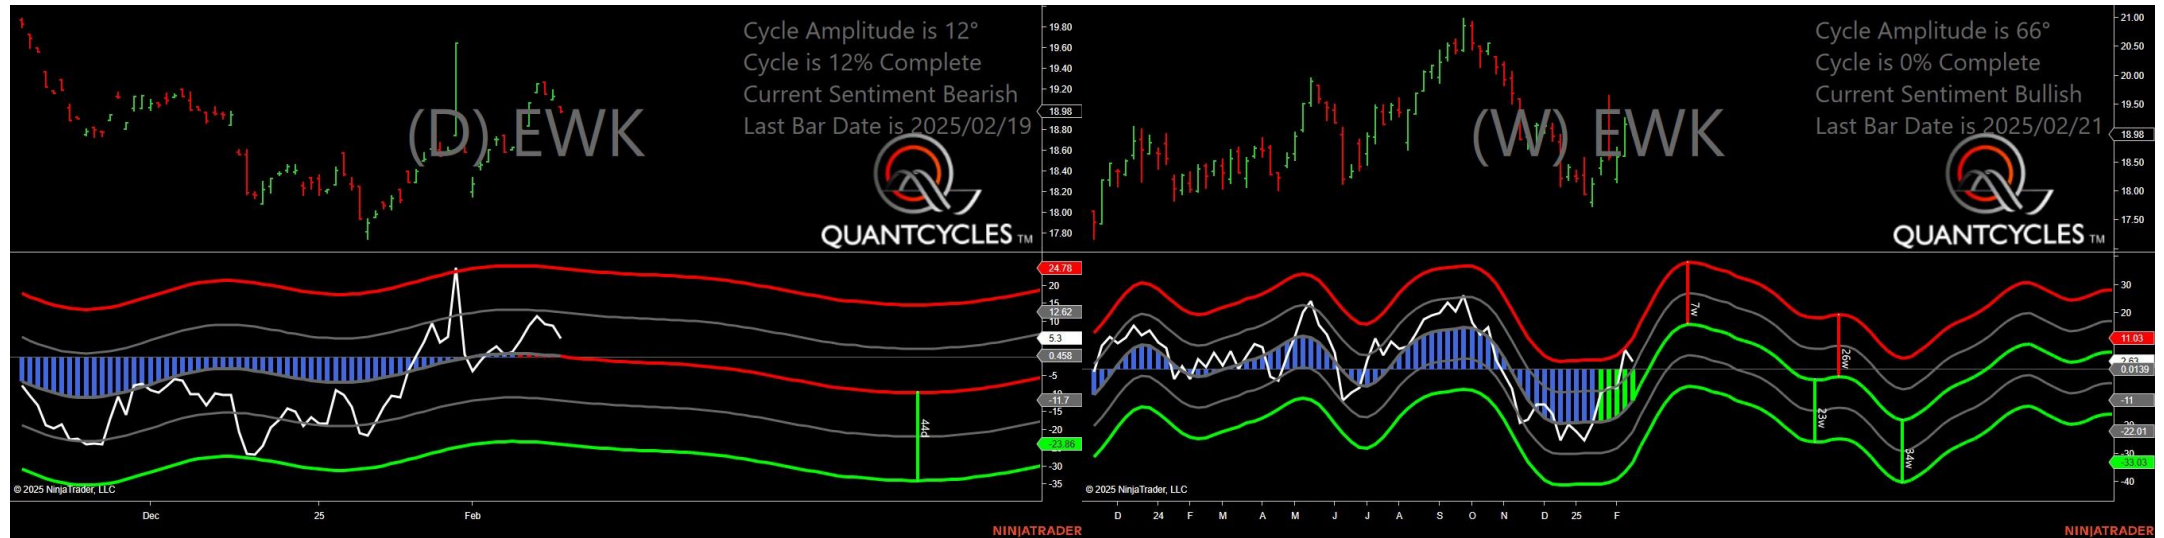 Cycle Amplitude is 12°
Cycle is 12% Complete
Current Sentiment Bearish
Last Bar Date is 2025/02/19
(D) EWK
QUANTCYCLES TM
19.80
19.60
19.40
19.20
18.98
18.80
18.60
18.40
18.20
18.00
17.80
24.78
20
15
12.62
10
5.3
0.458
-5
-11.7
-15
-20
-23.86
-30
-35
44d
© 2025 NinjaTrader, LLC
Dec
25
Feb
NINJATRADER
Cycle Amplitude is 66°
Cycle is 0% Complete
Current Sentiment Bullish
Last Bar Date is 2025/02/21
(W) EWK
QUANTCYCLES TM
21.00
20.50
20.00
19.50
18.98
18.50
18.00
17.50
30
20
11.03
2.63
0.0139
-11
-22.01
-30
-33.03
-40
7w
26w
23w
34w
© 2025 NinjaTrader, LLC
D
24
F
M
A
M
J
J
A
S
O
N
D
25
F
NINJATRADER